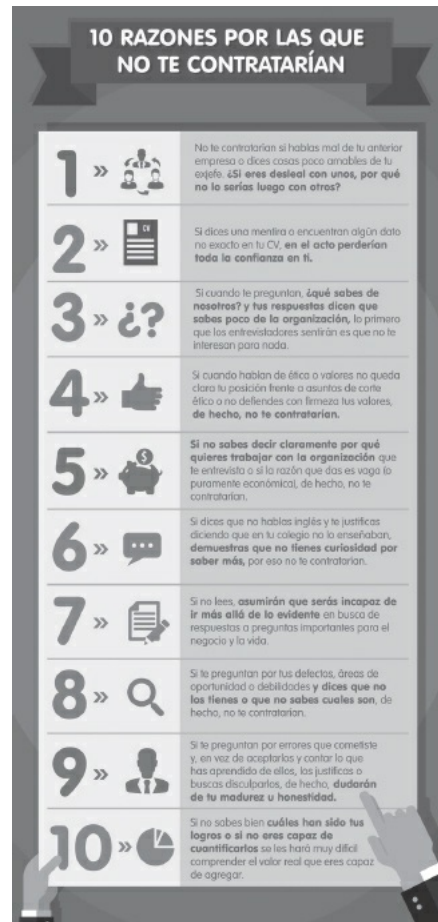 10 RAZONES POR LAS QUE
NO TE CONTRATARÍAN
1 »
No te contratarían si hablas mal de tu anterior
empresa o dices cosas poco amables de tu
exjefe. ¿Si eres desleal con unos, por qué
no lo serías luego con otros?
2 »
CV
Si dices una mentira o encuentran algún dato
no exacto en tu CV, en el acto perderían
toda la confianza en ti.
3 » ¿?
Si cuando te preguntan, ¿qué sabes de
nosotros? y tus respuestas dicen que
sabes poco de la organización, lo primero
que los entrevistadores sentirán es que no te
interesan para nada.
4 »
Si cuando hablan de ética o valores no queda
clara tu posición frente a asuntos de corte
ético o no defiendes con firmeza tus valores,
de hecho, no te contratarían.
5 »
$
Si no sabes decir claramente por qué
quieres trabajar con la organización que
te entrevista o si la razón que das es vaga (o
puramente económica), de hecho, no te
contratarían.
6 »
Si dices que no hablas inglés y te justificas
diciendo que en tu colegio no lo enseñaban,
demuestras que no tienes curiosidad por
saber más, por eso no te contratarían.
7 »
Si no lees, asumirán que serás incapaz de
ir más allá de lo evidente en busca de
respuestas a preguntas importantes para el
negocio y la vida.
8 »
Si te preguntan por tus defectos, áreas de
oportunidad o debilidades y dices que no
los tienes o que no sabes cuales son, de
hecho, no te contratarían.
9 »
Si te preguntan por errores que cometiste
y, en vez de aceptarlos y contar lo que
has aprendido de ellos, los justificas o
buscas disculparlos, de hecho, dudarán
de tu madurez u honestidad.
10 »
Si no sabes bien cuáles han sido tus
logros o si no eres capaz de
cuantificarlos se les hará muy difícil
comprender el valor real que eres capaz
de agregar.